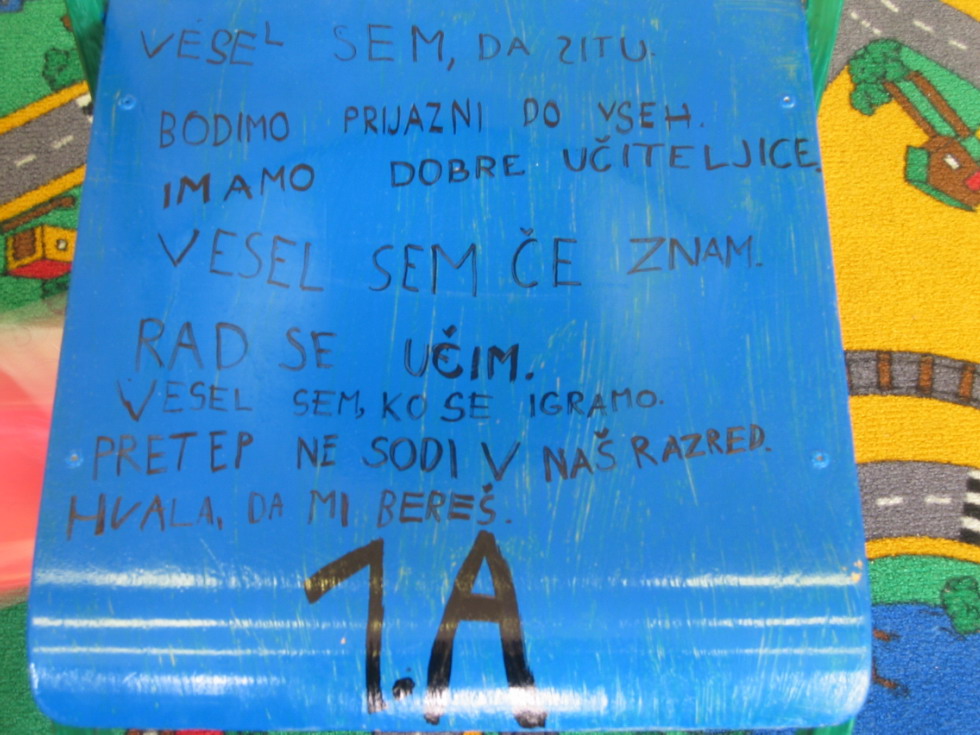 VESEL SEM, DA ZITU.
BODIMO PRIJAZNI DO VSEH.
IMAMO DOBRE UČITELJICE.
VESEL SEM ČE ZNAM.
RAD SE UČIM.
VESEL SEM, KO SE IGRAMO.
PRETEP NE SODI V NAŠ RAZRED.
HVALA, DA MI BEREŠ.
1.A